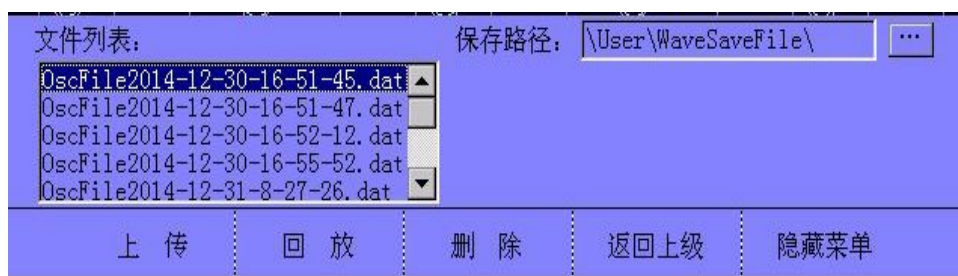 文件列表:
保存路径: \User\WaveSaveFile\ ...
OscFile2014-12-30-16-51-45.dat
OscFile2014-12-30-16-51-47.dat
OscFile2014-12-30-16-52-12.dat
OscFile2014-12-30-16-55-52.dat
OscFile2014-12-31-8-27-26.dat
上 传 回 放 删 除 返回上级 隐藏菜单